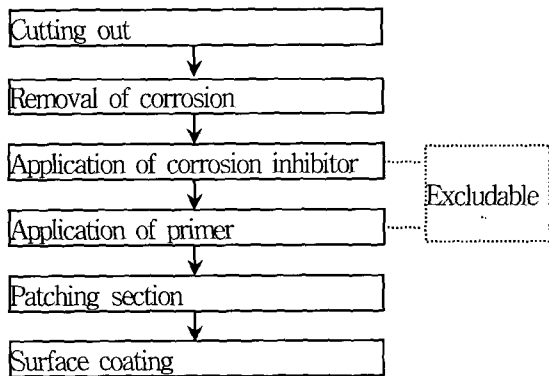 Cutting out
Removal of corrosion
Application of corrosion inhibitor
Excludable
Application of primer
Patching section
Surface coating